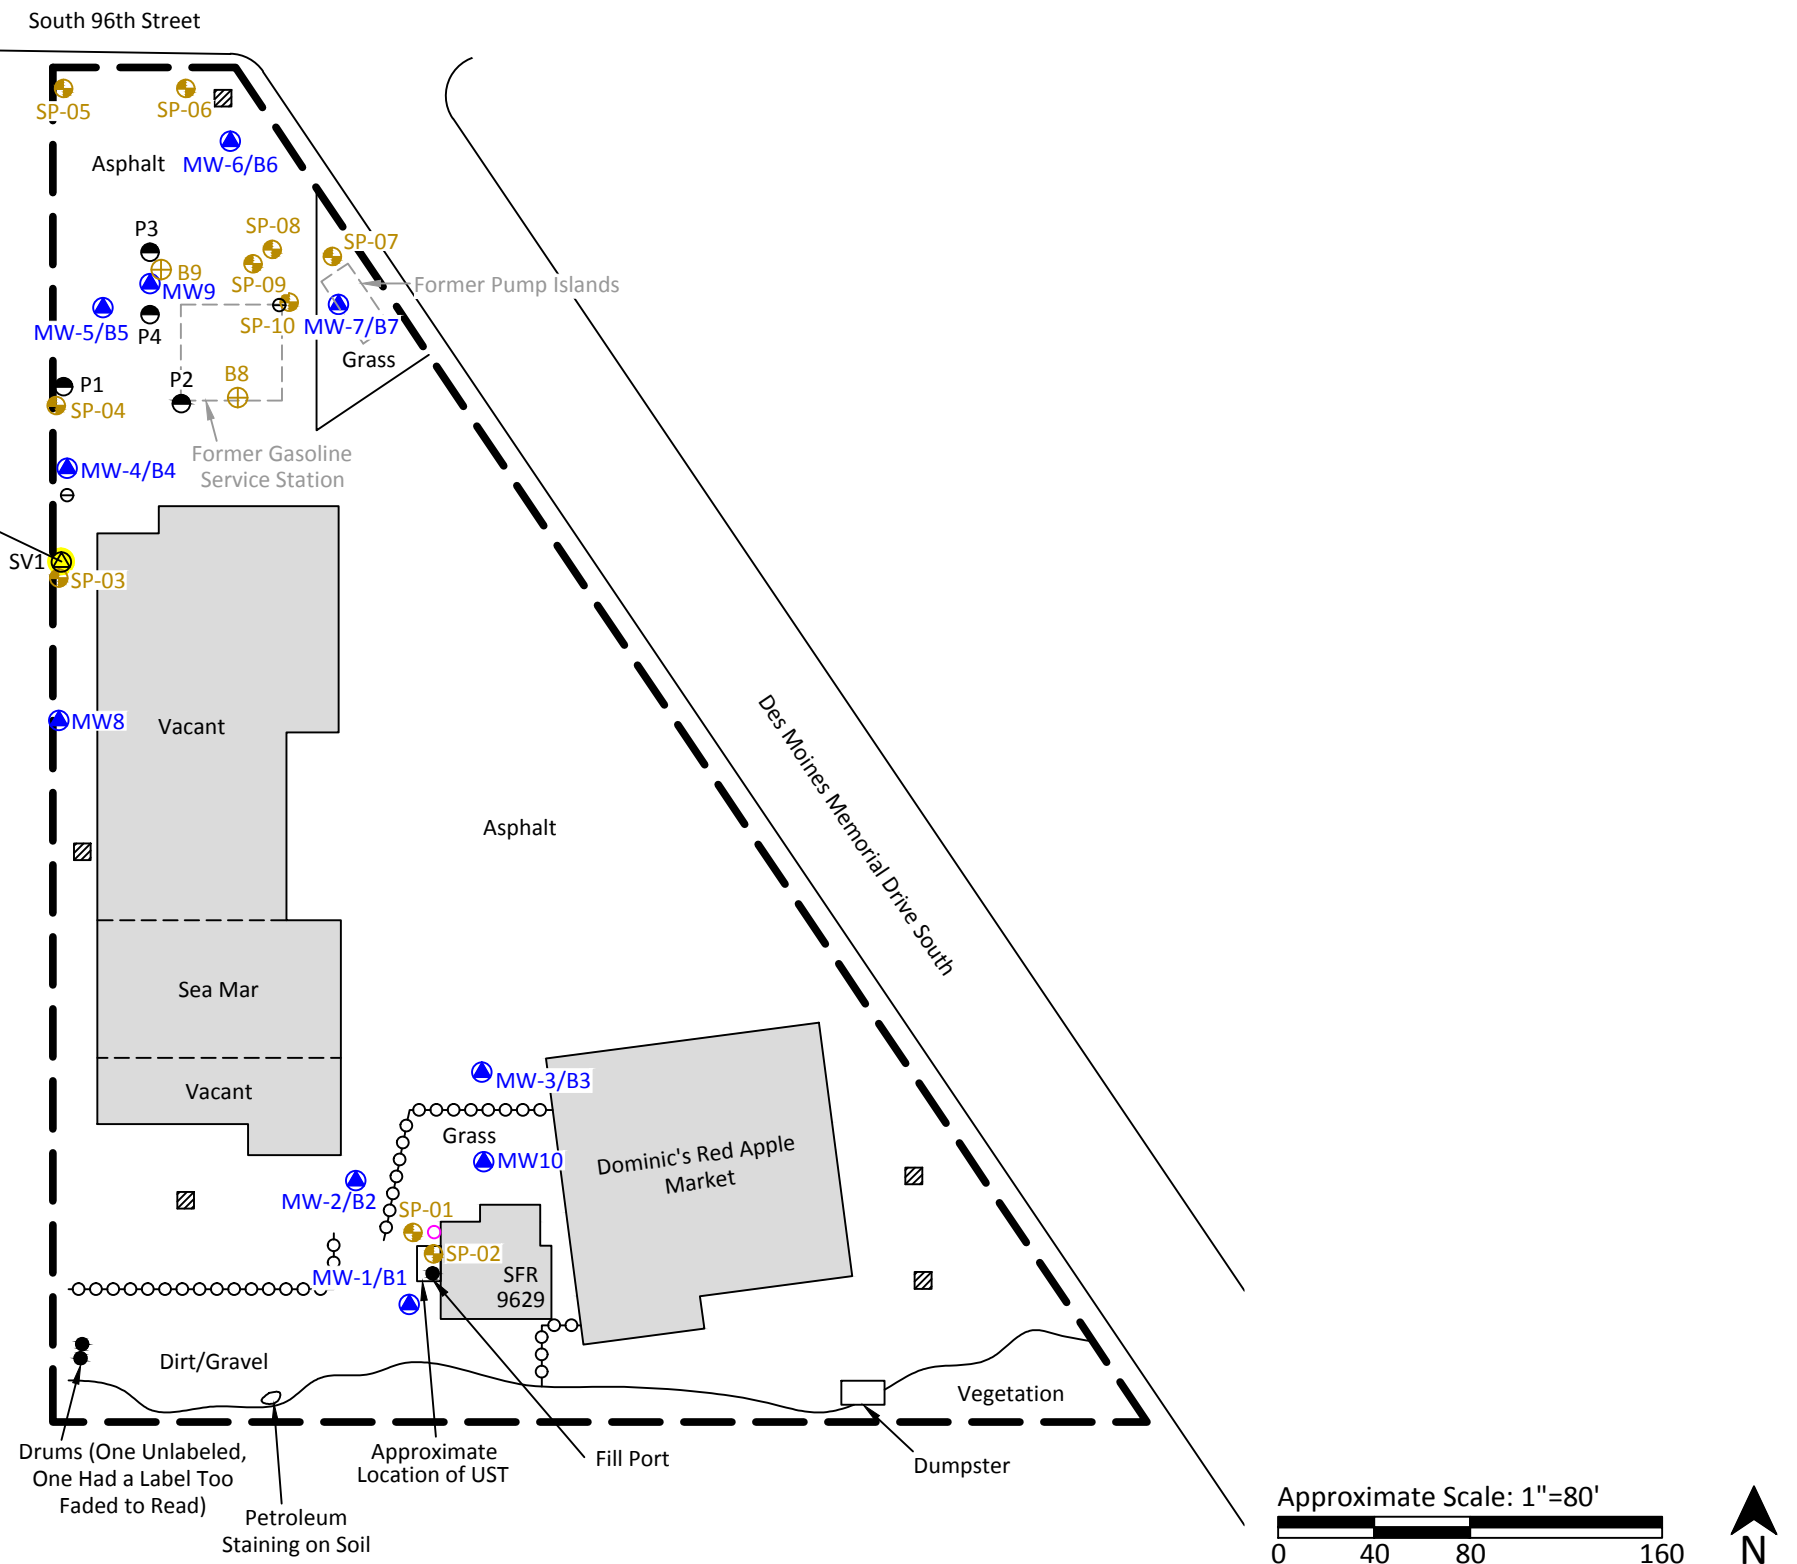 South 96th Street
SP-05
SP-06
Asphalt
MW-6/B6
P3
SP-08
SP-07
B9
SP-09
Former Pump Islands
MW9
MW-5/B5
P4
SP-10
MW-7/B7
Grass
P1
P2
B8
SP-04
Former Gasoline
Service Station
MW-4/B4
SV1
SP-03
MW8
Vacant
Des Moines Memorial Drive South
Asphalt
Sea Mar
Vacant
MW-3/B3
Grass
MW10
Dominic's Red Apple
Market
MW-2/B2
SP-01
SP-02
MW-1/B1
SFR
9629
Dirt/Gravel
Vegetation
Drums (One Unlabeled,
One Had a Label Too
Faded to Read)
Approximate
Location of UST
Fill Port
Dumpster
Petroleum
Staining on Soil
Approximate Scale: 1"=80'
0 40 80 160
N